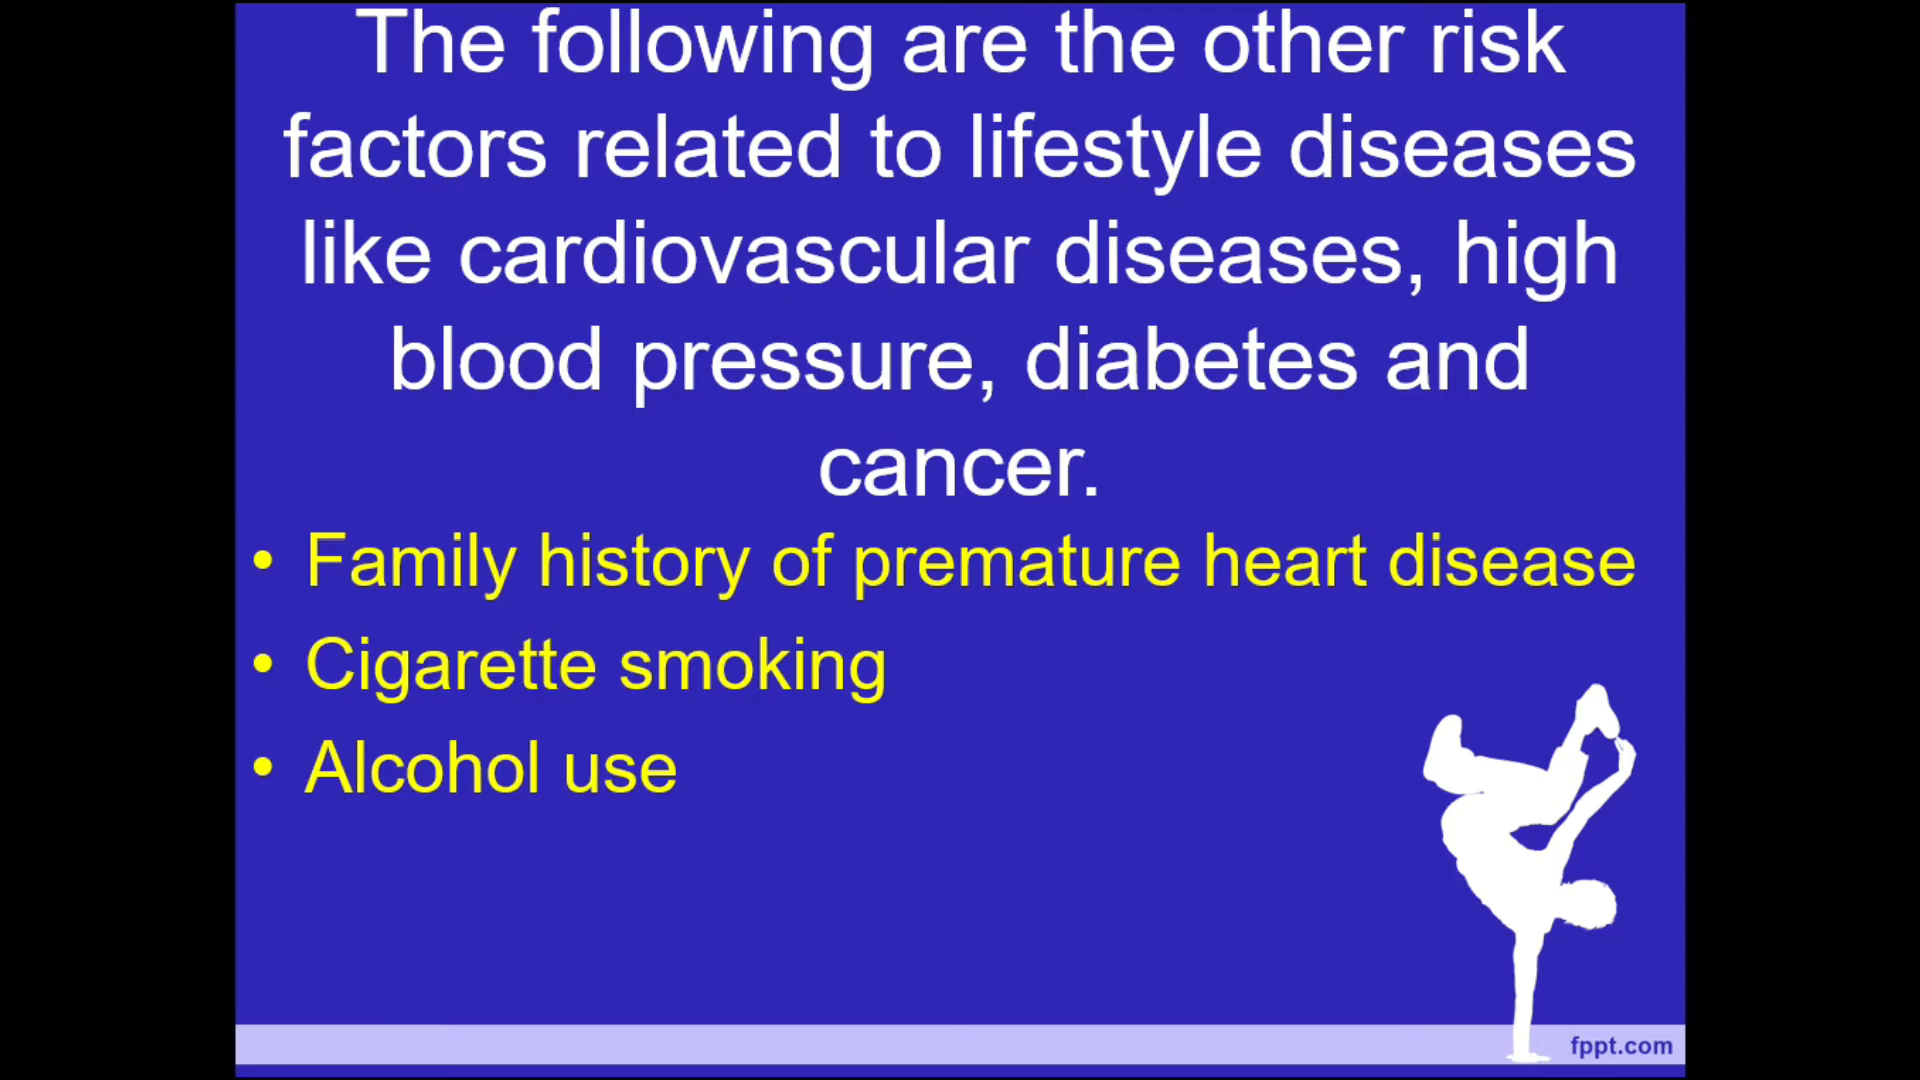 The following are the other risk
factors related to lifestyle diseases
like cardiovascular diseases, high
blood pressure, diabetes and
cancer.
• Family history of premature heart disease
• Cigarette smoking
• Alcohol use
fppt.com